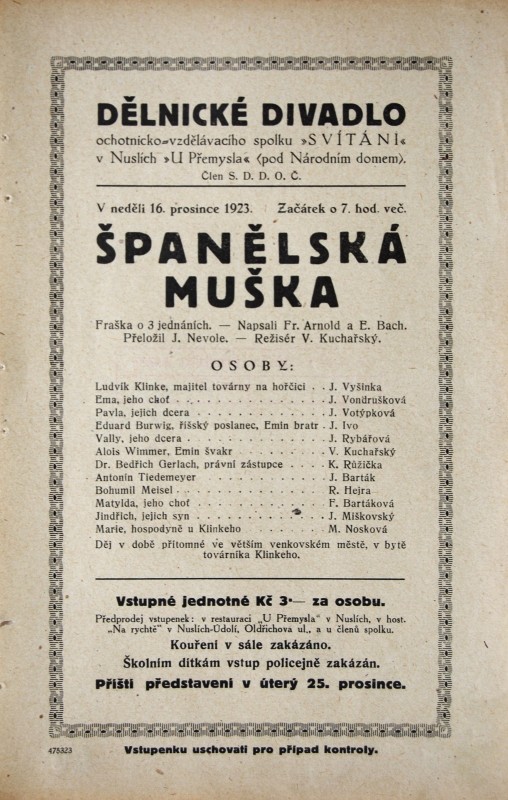 DĚLNICKÉ DIVADLO
ochotnicko-vzdělávacího spolku »SVÍTÁNI«
v Nuslích »U Přemysla« (pod Národním domem).
Člen S. D. D. O. Č.
V neděli 16. prosince 1923. Začárek o 7. hod. več.
ŠPANĚLSKÁ
MUŠKA
Fraška o 3 jednáních. — Napsali Fr. Arnold a E. Bach.
Přeložil J. Nevole. — Režisér V. Kuchařský.
OSOBY:
Ludvík Klinke, majitel továrny na hořčici . . J. Vyšinka
Ema, jeho choť . . . . . . . . . . . . . J. Vondrušková
Pavla, jejich dcera . . . . . . . . . . . . J. Votýpková
Eduard Burwig, říšský poslanec, Emin bratr . J. Ivo
Vally, jeho dcera . . . . . . . . . . . . . J. Rybářová
Alois Wimmer, Emin švakr . . . . . . . . V. Kuchařský
Dr. Bedřich Gerlach, právní zástupce . . . . K. Růžička
Antonin Tiedemeyer . . . . . . . . . . . J. Barták
Bohumil Meisel . . . . . . . . . . . . . R. Hejra
Matylda, jeho choť . . . . . . . . . . . . F. Bartáková
Jindřich, jejich syn . . . . . . . . . . . . J. Miškovský
Marie, hospodyně u Klinkeho . . . . . . . M. Nosková
Děj v době přítomné ve větším venkovském městě, v bytě
továrníka Klinkeho.
Vstupné jednotné Kč 3·— za osobu.
Předprodej vstupenek: v restauraci „U Přemysla" v Nuslích, v host.
„Na rychtě" v Nuslích-Údolí, Oldřichova ul., a u členů spolku.
Kouření v sále zakázáno.
Školním dítkám vstup policejně zakázán.
Příští představení v úterý 25. prosince.
475323 Vstupenku uschovati pro případ kontroly.